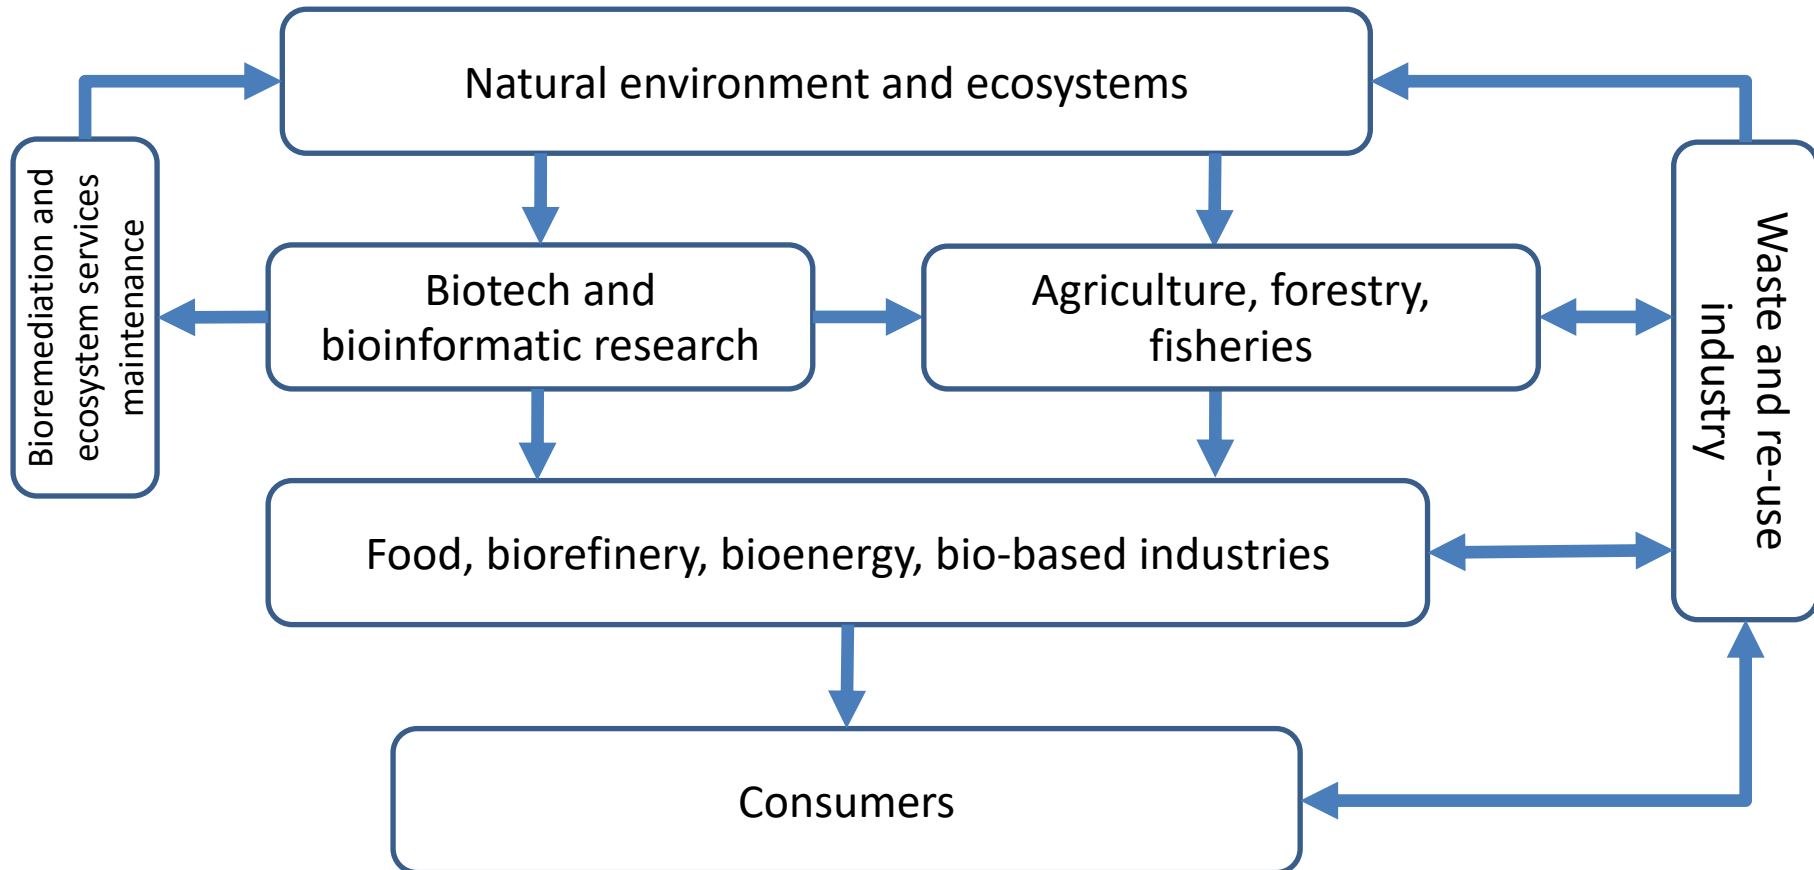 Natural environment and ecosystems
Bioremediation and
ecosystem services
maintenance
Biotech and
bioinformatic research
Agriculture, forestry,
fisheries
Waste and re-use
industry
Food, biorefinery, bioenergy, bio-based industries
Consumers